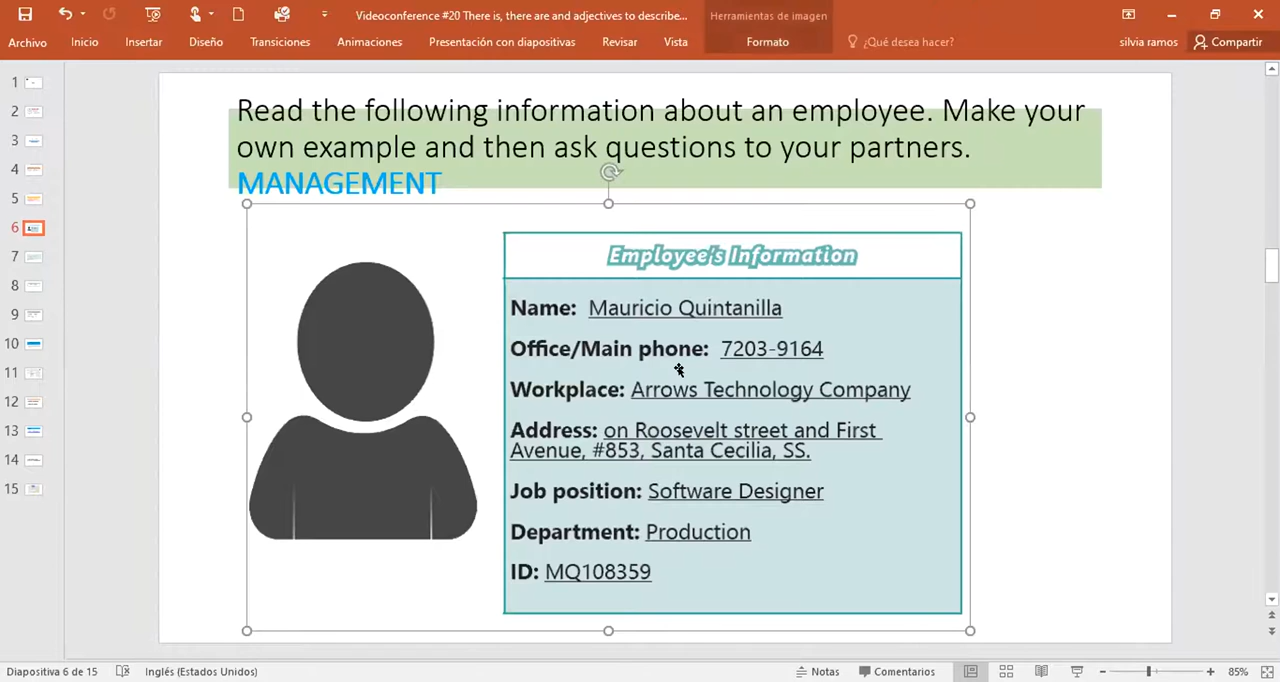 Videoconference #20 There is, there are and adjectives to describe...
Herramientas de imagen
Archivo
Inicio
Insertar
Diseño
Transiciones
Animaciones
Presentación con diapositivas
Revisar
Vista
Formato
¿Qué desea hacer?
silvia ramos
Compartir
1
2
3
4
5
6
7
8
9
10
11
12
13
14
15
Read the following information about an employee. Make your
own example and then ask questions to your partners.
MANAGEMENT
Employee's Information
Name: Mauricio Quintanilla
Office/Main phone: 7203-9164
Workplace: Arrows Technology Company
Address: on Roosevelt street and First
Avenue, #853, Santa Cecilia, SS.
Job position: Software Designer
Department: Production
ID: MQ108359
Diapositiva 6 de 15
Inglés (Estados Unidos)
Notas
Comentarios
85%